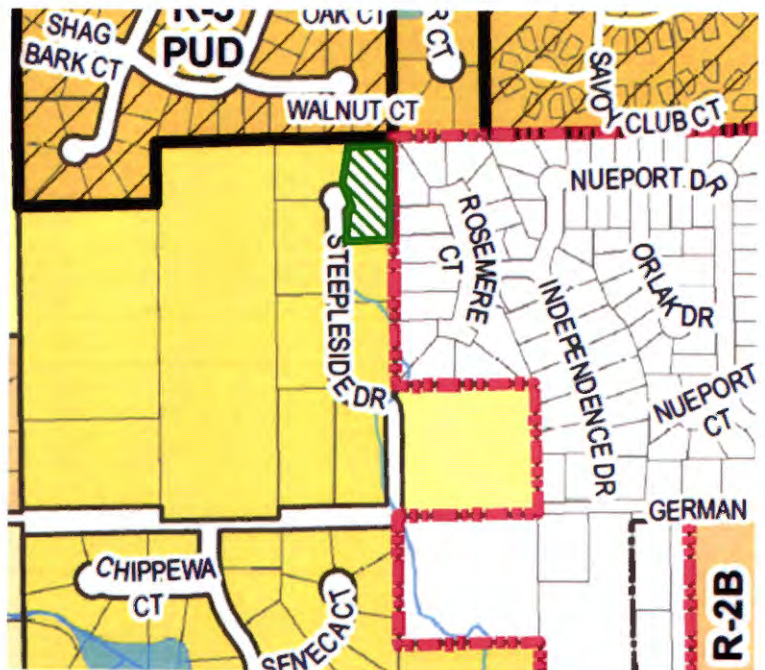 R-3
PUD
OAK CT
R CT
SHAG
BARK CT
WALNUT CT
SAVOY CLUB CT
NUEPORT DR
ROSEMERE
CT
ORLAK DR
STEEPLESIDE DR
INDEPENDENCE DR
NUEPORT
CT
GERMAN
CHIPPEWA
CT
SENECA CT
R-2B